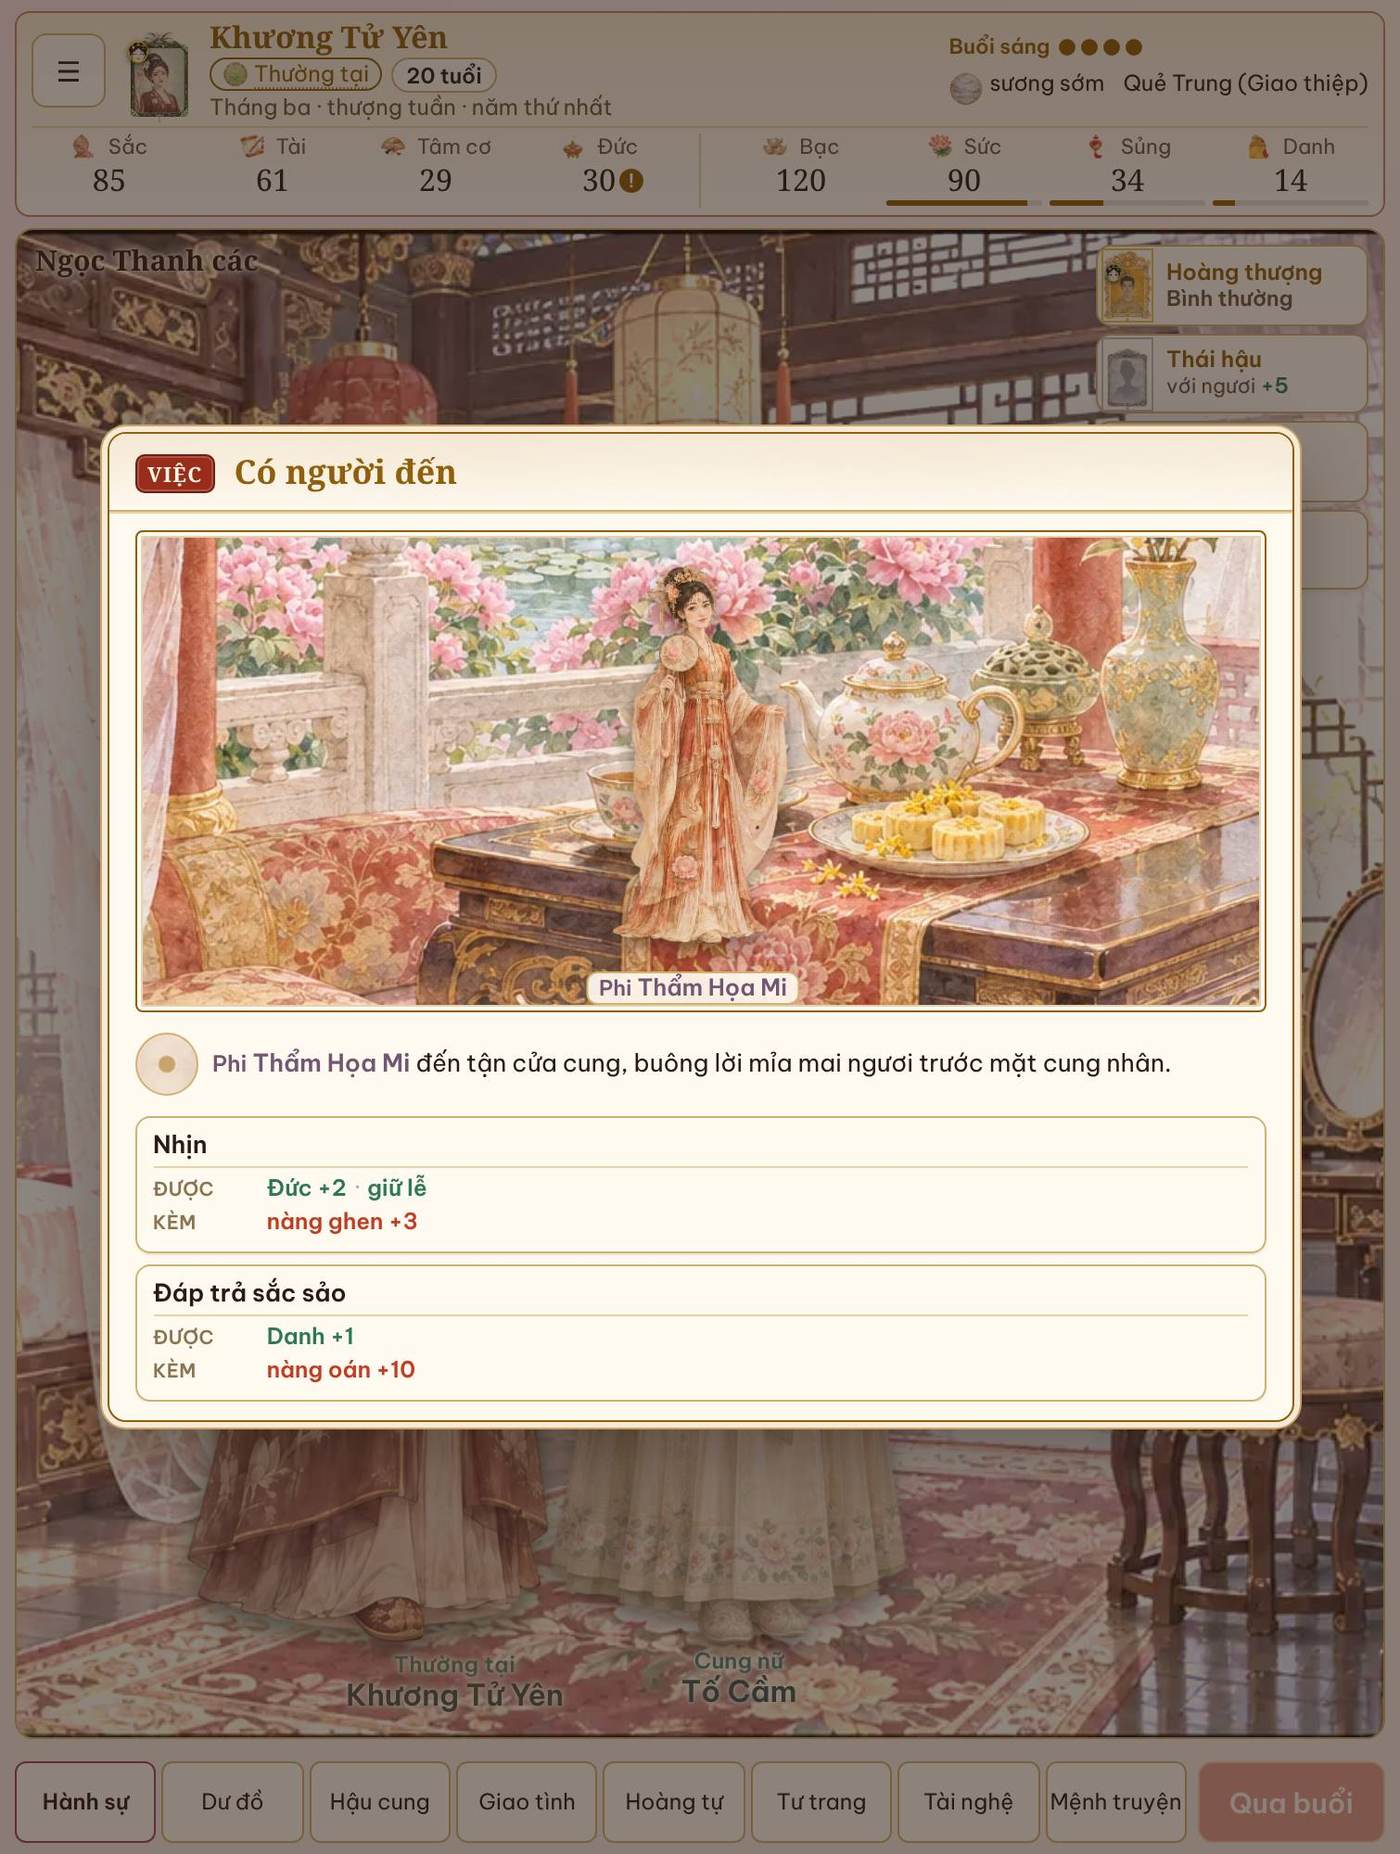 Khương Tử Yên
Thường tại
20 tuổi
Tháng ba · thượng tuần · năm thứ nhất
Buổi sáng
sương sớm Quẻ Trung (Giao thiệp)
Sắc
85
Tài
61
Tâm cơ
29
Đức
30 !
Bạc
120
Sức
90
Sủng
34
Danh
14
Ngọc Thanh các
Hoàng thượng
Bình thường
Thái hậu
với ngươi +5
VIỆC Có người đến
Phi Thẩm Họa Mi
Phi Thẩm Họa Mi đến tận cửa cung, buông lời mỉa mai ngươi trước mặt cung nhân.
Nhịn
ĐƯỢC Đức +2 · giữ lễ
KÈM nàng ghen +3
Đáp trả sắc sảo
ĐƯỢC Danh +1
KÈM nàng oán +10
Thường tại
Khương Tử Yên
Cung nữ
Tố Cầm
Hành sự
Dư đồ
Hậu cung
Giao tình
Hoàng tự
Tư trang
Tài nghệ
Mệnh truyện
Qua buổi